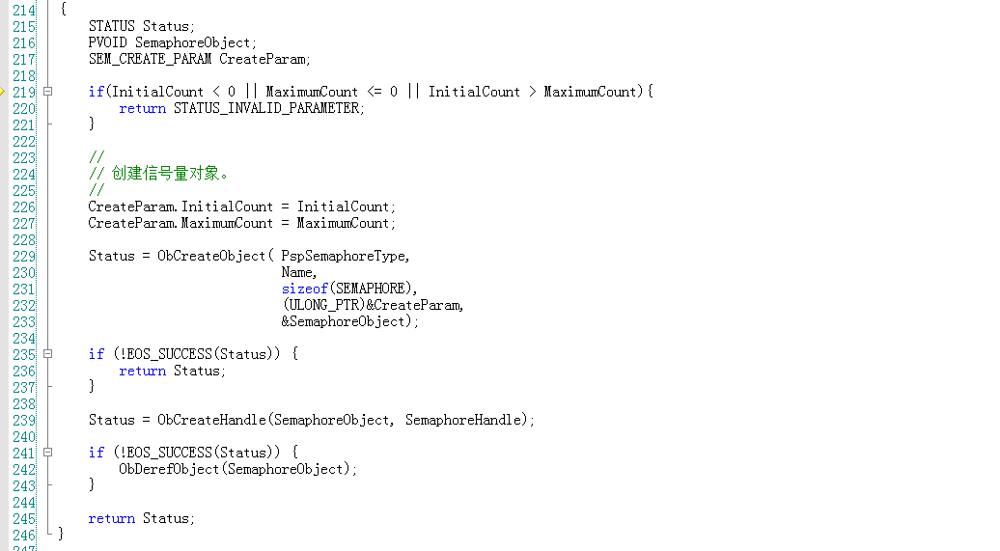 214 {
215     STATUS Status;
216     PVOID SemaphoreObject;
217     SEM_CREATE_PARAM CreateParam;
218
219     if(InitialCount < 0 || MaximumCount <= 0 || InitialCount > MaximumCount){
220         return STATUS_INVALID_PARAMETER;
221     }
222
223     //
224     // 创建信号量对象。
225     //
226     CreateParam.InitialCount = InitialCount;
227     CreateParam.MaximumCount = MaximumCount;
228
229     Status = ObCreateObject( PspSemaphoreType,
230                              Name,
231                              sizeof(SEMAPHORE),
232                              (ULONG_PTR)&CreateParam,
233                              &SemaphoreObject);
234
235     if (!EOS_SUCCESS(Status)) {
236         return Status;
237     }
238
239     Status = ObCreateHandle(SemaphoreObject, SemaphoreHandle);
240
241     if (!EOS_SUCCESS(Status)) {
242         ObDerefObject(SemaphoreObject);
243     }
244
245     return Status;
246 }
247